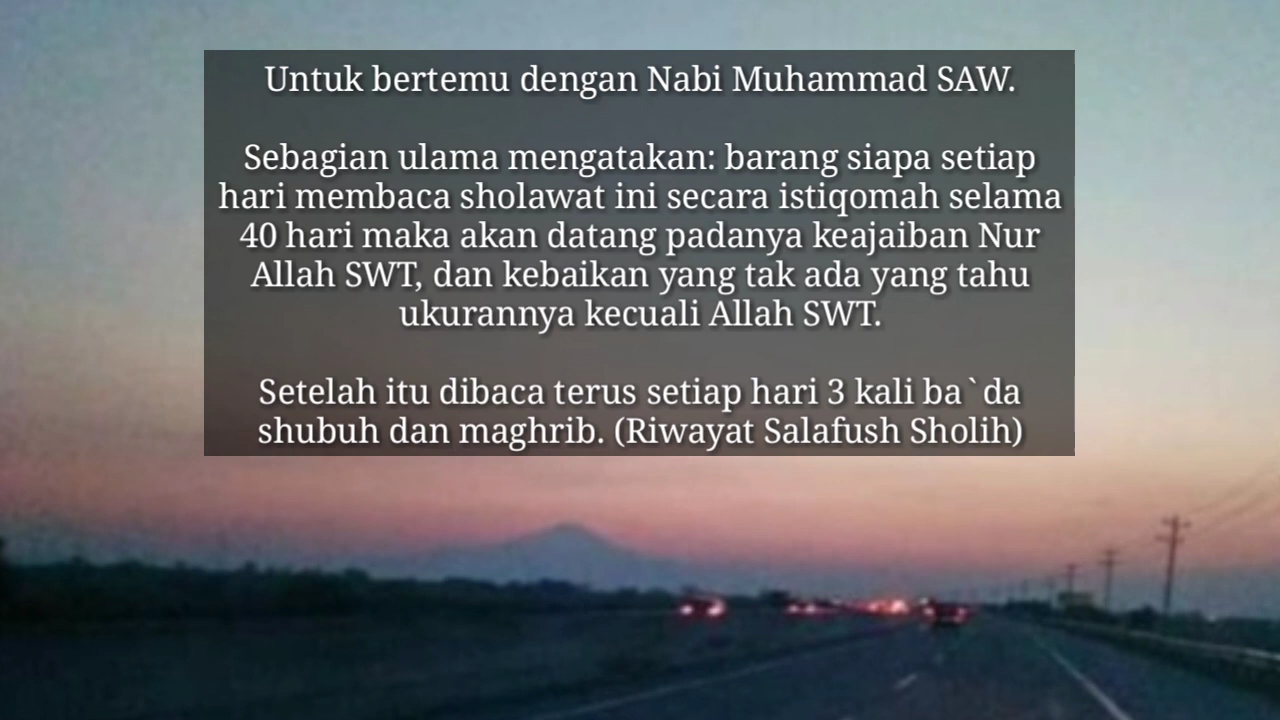 Untuk bertemu dengan Nabi Muhammad SAW.
Sebagian ulama mengatakan: barang siapa setiap
hari membaca sholawat ini secara istiqomah selama
40 hari maka akan datang padanya keajaiban Nur
Allah SWT, dan kebaikan yang tak ada yang tahu
ukurannya kecuali Allah SWT.
Setelah itu dibaca terus setiap hari 3 kali ba`da
shubuh dan maghrib. (Riwayat Salafush Sholih)